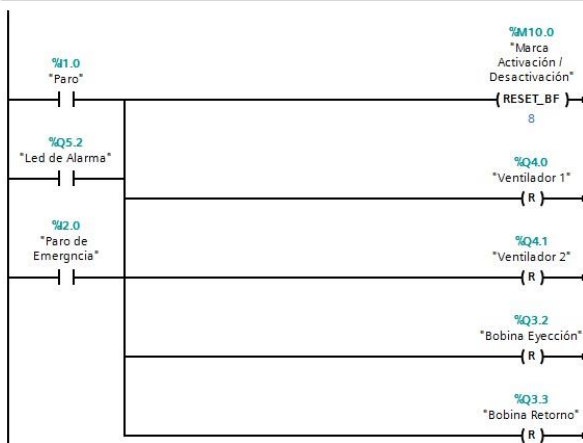 %M10.0
"Marca
Activación /
Desactivación"
%I1.0
"Paro"
RESET_BF
8
%Q5.2
"Led de Alarma"
%Q4.0
"Ventilador 1"
R
%I2.0
"Paro de
Emergncia"
%Q4.1
"Ventilador 2"
R
%Q3.2
"Bobina Eyección"
R
%Q3.3
"Bobina Retorno"
R